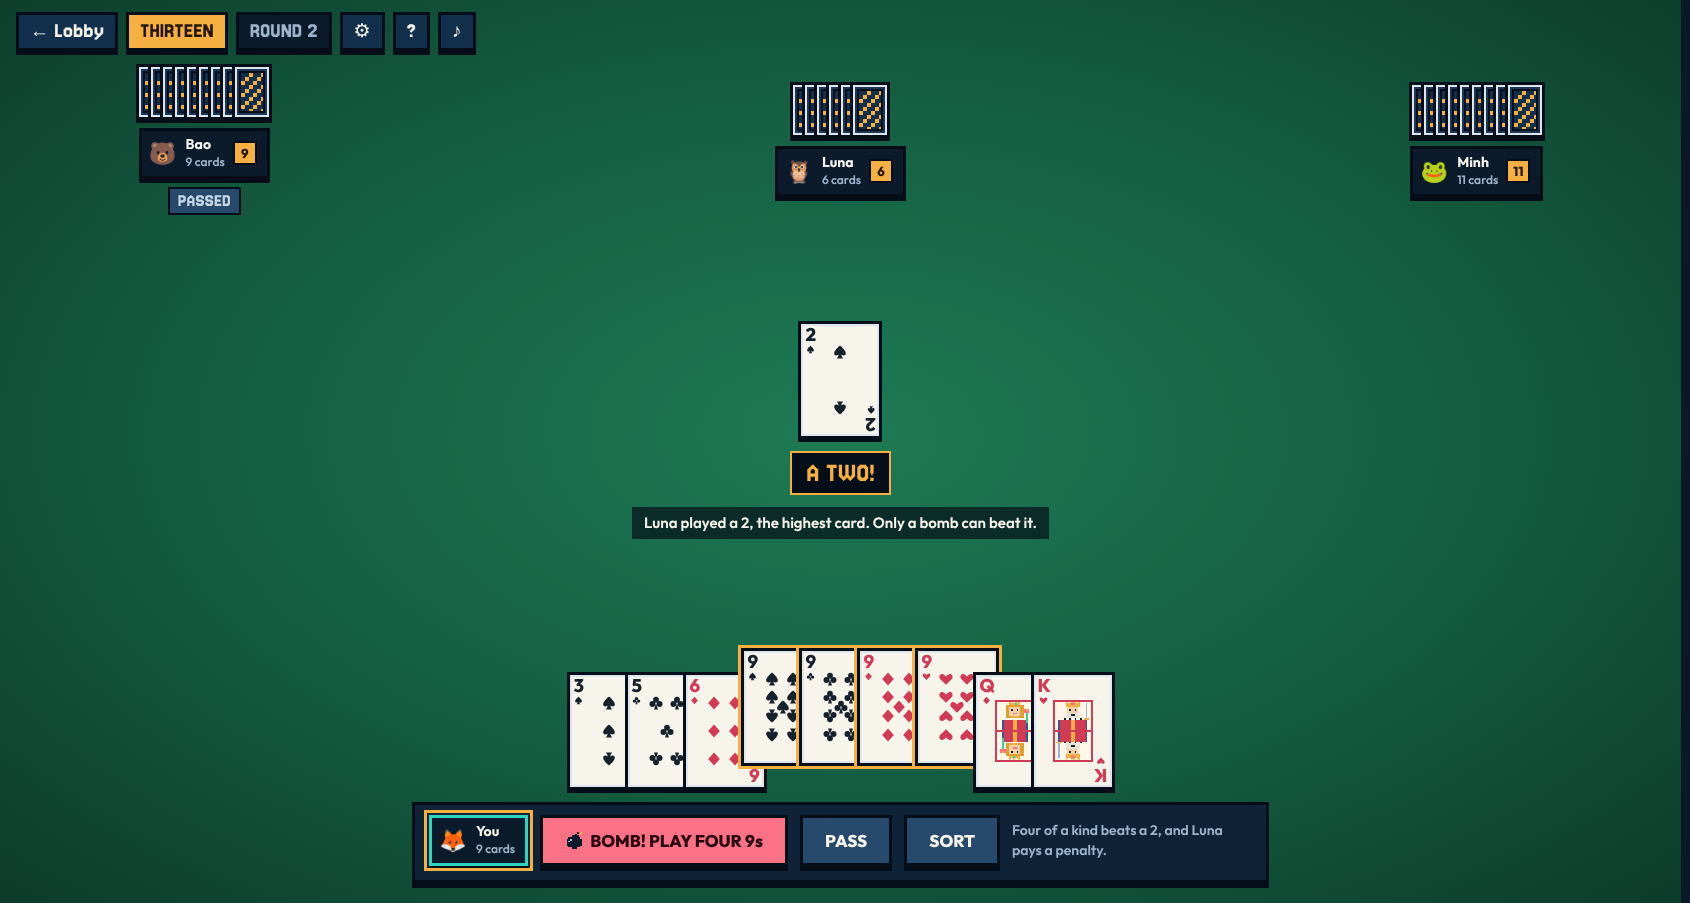 ← Lobby
THIRTEEN
ROUND 2
?
Bao
9 cards
9
PASSED
Luna
6 cards
6
Minh
11 cards
11
2
2
A TWO!
Luna played a 2, the highest card. Only a bomb can beat it.
3
5
6
9
9
9
9
Q
K
9
K
You
9 cards
BOMB! PLAY FOUR 9s
PASS
SORT
Four of a kind beats a 2, and Luna
pays a penalty.